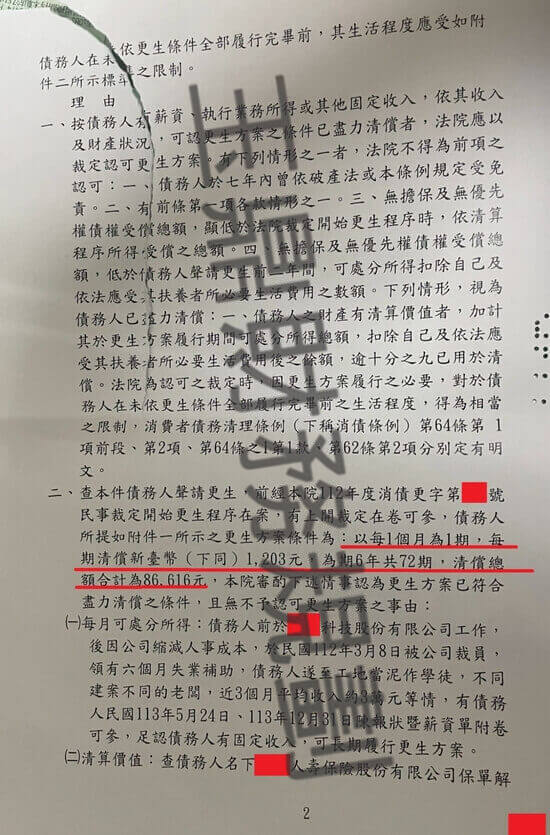 債務人在未依更生條件全部履行完畢前，其生活程度應受如附
件二所示標準之限制。
理 由
一、按債務人有薪資、執行業務所得或其他固定收入，依其收入
及財產狀況，可認更生方案之條件已盡力清償者，法院應以
裁定認可更生方案。有下列情形之一者，法院不得為前項之
認可：一、債務人於七年內曾依破產法或本條例規定受免
責。二、有前條第二項各款情形之一。三、無擔保及無優先
權債權受償總額，顯低於法院裁定開始更生程序時，依清算
程序所得受償之總額。四、無擔保及無優先權債權受償總
額，低於債務人聲請更生前二年間，可處分所得扣除自己及
依法應受其扶養者所必要生活費用之數額。下列情形，視為
債務人已盡力清償：一、債務人之財產有清算價值者，加計
其於更生方案履行期間可處分所得總額，扣除自己及依法應
受其扶養者所必要生活費用後之餘額，逾十分之九已用於清
償。法院為認可之裁定時，因更生方案履行之必要，對於債
務人在未依更生條件全部履行完畢前之生活程度，得為相當
之限制，消費者債務清理條例（下稱消債條例）第64條第1
項前段、第2項、第64條之1第1款、第62條第2項分別定有明
文。
二、查本件債務人聲請更生，前經本院112年度消債更字第 號
民事裁定開始更生程序在案，有上開裁定在卷可參，債務人
所提如附件一所示之更生方案條件為：以每1個月為1期，每
期清償新臺幣（下同）1,203元，為期6年共72期，清償總
額合計為86,616元，本院審酌下述情事認為更生方案已符合
盡力清償之條件，且無不予認可更生方案之事由：
㈠每月可處分所得：債務人前於 科技股份有限公司工作，
後因公司縮減人事成本，於民國112年3月8日被公司裁員，
領有六個月失業補助，債務人遂至工地當泥作學徒，不同
建案不同的老闆，近3個月平均收入約3萬元等情，有債務
人民國113年5月24日、113年12月31日陳報狀暨薪資單附卷
可參，足認債務人有固定收入，可長期履行更生方案。
㈡清算價值：查債務人名下 人壽保險股份有限公司保單解
2